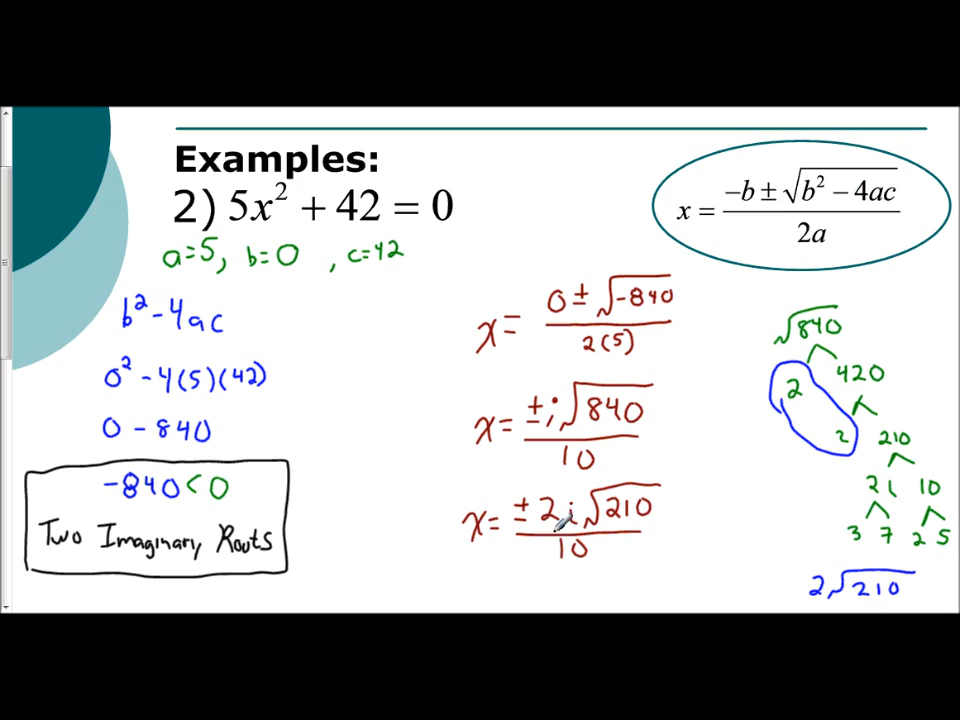 Examples:
2) 5x² + 42 = 0
x = (-b ± √(b² - 4ac)) / 2a
a=5, b=0 , c=42
b² - 4ac
0² - 4(5)(42)
0 - 840
-840 < 0
Two Imaginary Roots
x = (0 ± √-840) / 2(5)
x = ±i√840 / 10
x = ±2i√210 / 10
√840
2 420
2 210
21 10
3 7 2 5
2√210